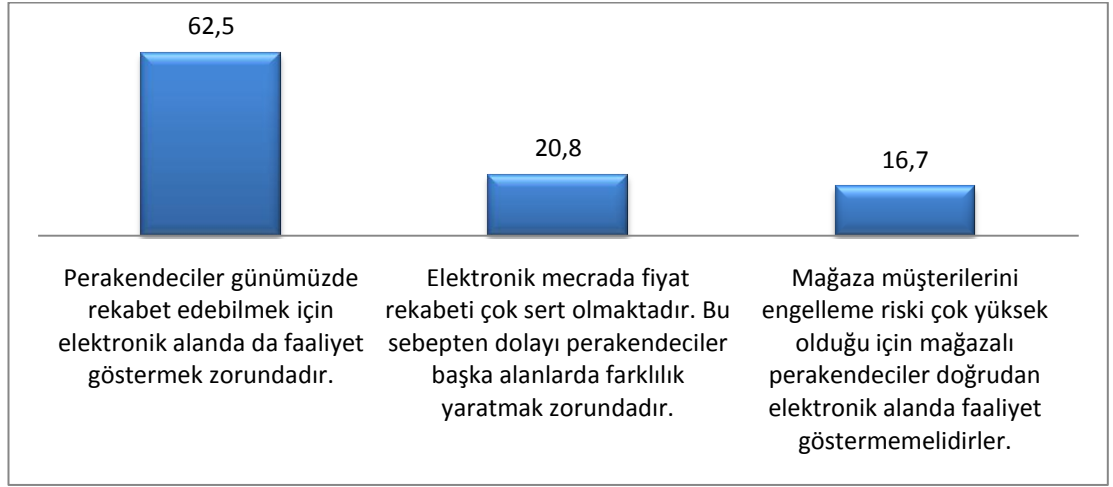 62,5
20,8
16,7
Perakendeciler günümüzde
rekabet edebilmek için
elektronik alanda da faaliyet
göstermek zorundadır.
Elektronik mecrada fiyat
rekabeti çok sert olmaktadır. Bu
sebepten dolayı perakendeciler
başka alanlarda farklılık
yaratmak zorundadır.
Mağaza müşterilerini
engelleme riski çok yüksek
olduğu için mağazalı
perakendeciler doğrudan
elektronik alanda faaliyet
göstermemelidirler.